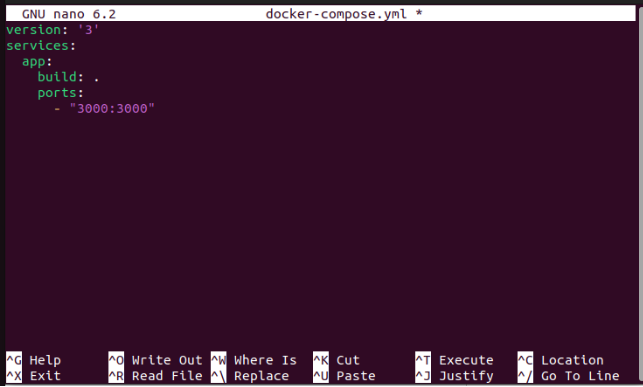 GNU nano 6.2 docker-compose.yml *
version: '3'
services:
  app:
    build: .
    ports:
      - "3000:3000"
^G Help ^O Write Out ^W Where Is ^K Cut ^T Execute ^C Location
^X Exit ^R Read File ^\ Replace ^U Paste ^J Justify ^/ Go To Line